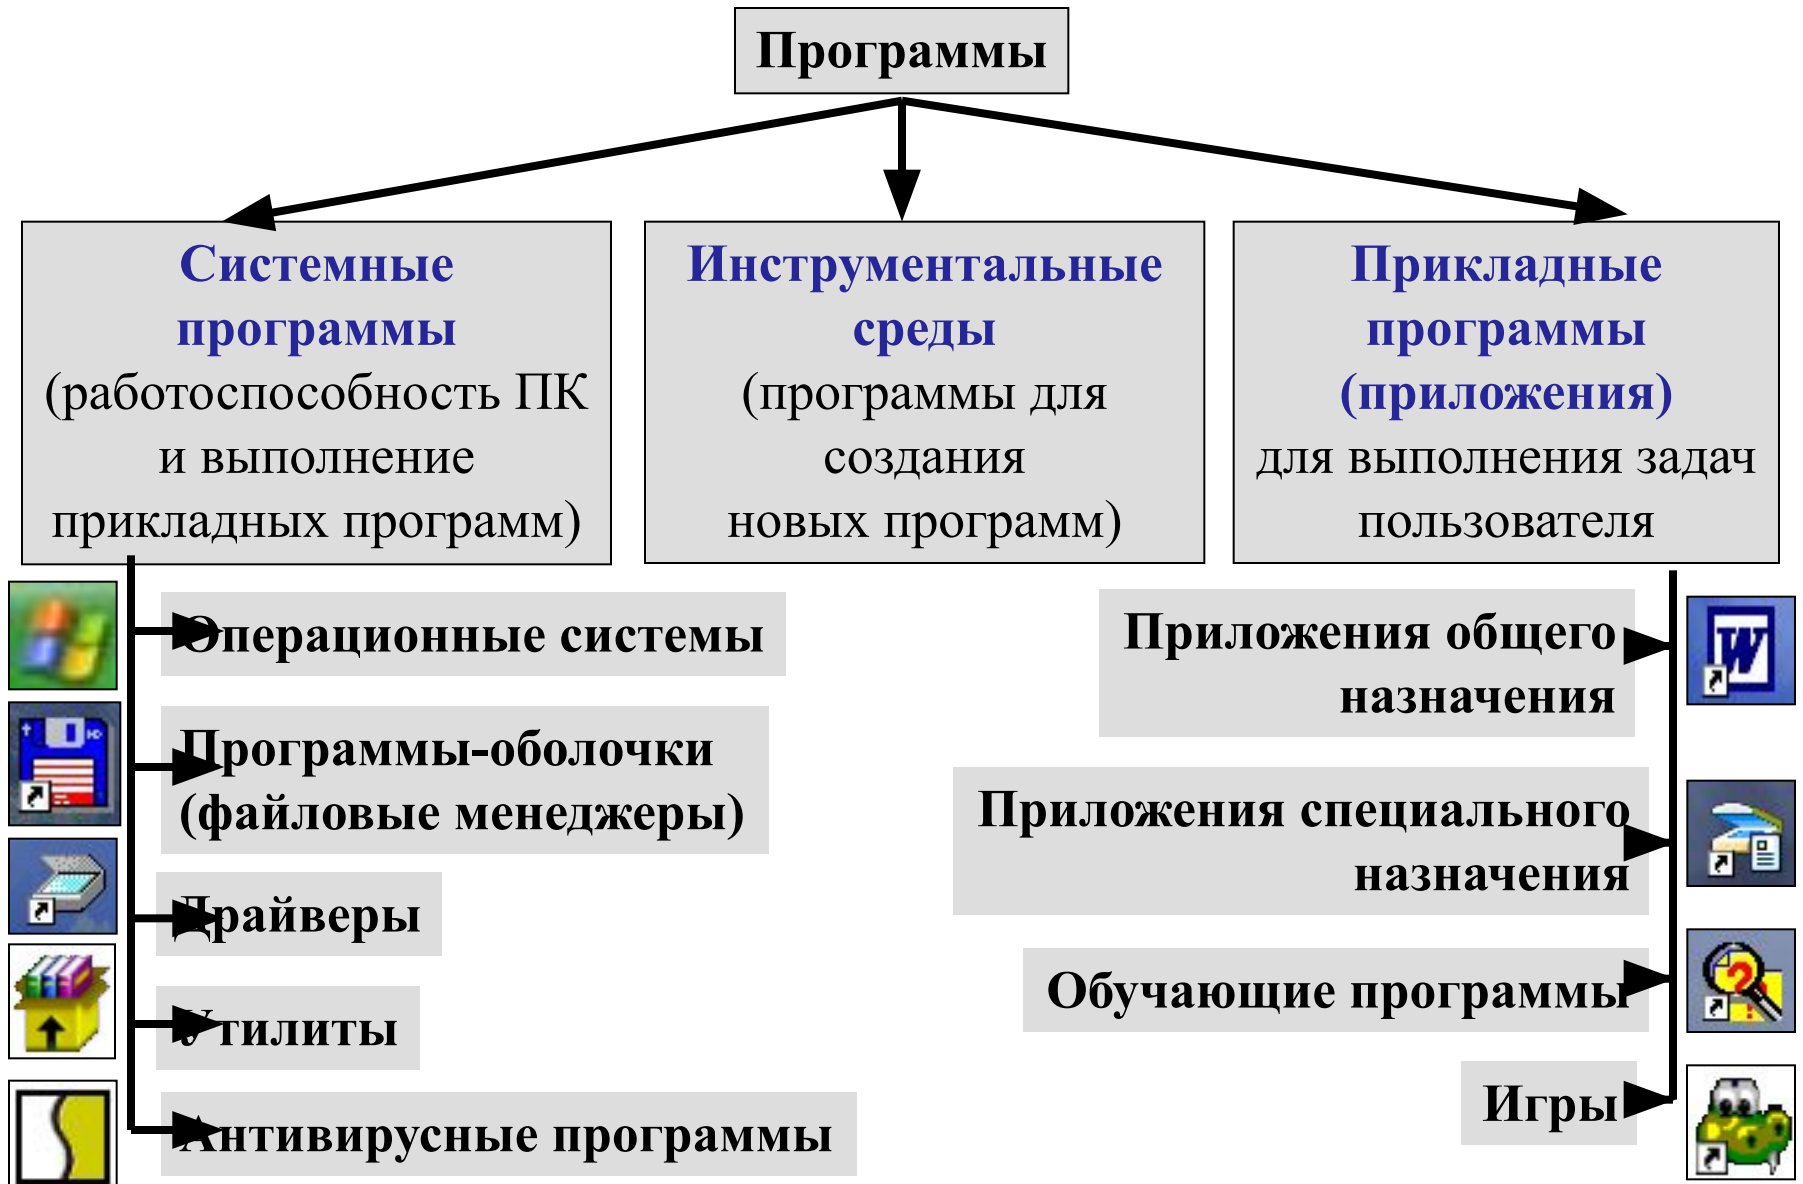 Программы
Системные
программы
(работоспособность ПК
и выполнение
прикладных программ)
Инструментальные
среды
(программы для
создания
новых программ)
Прикладные
программы
(приложения)
для выполнения задач
пользователя
Операционные системы
Программы-оболочки
(файловые менеджеры)
Драйверы
Утилиты
Антивирусные программы
Приложения общего
назначения
W
Приложения специального
назначения
Обучающие программы
?
Игры